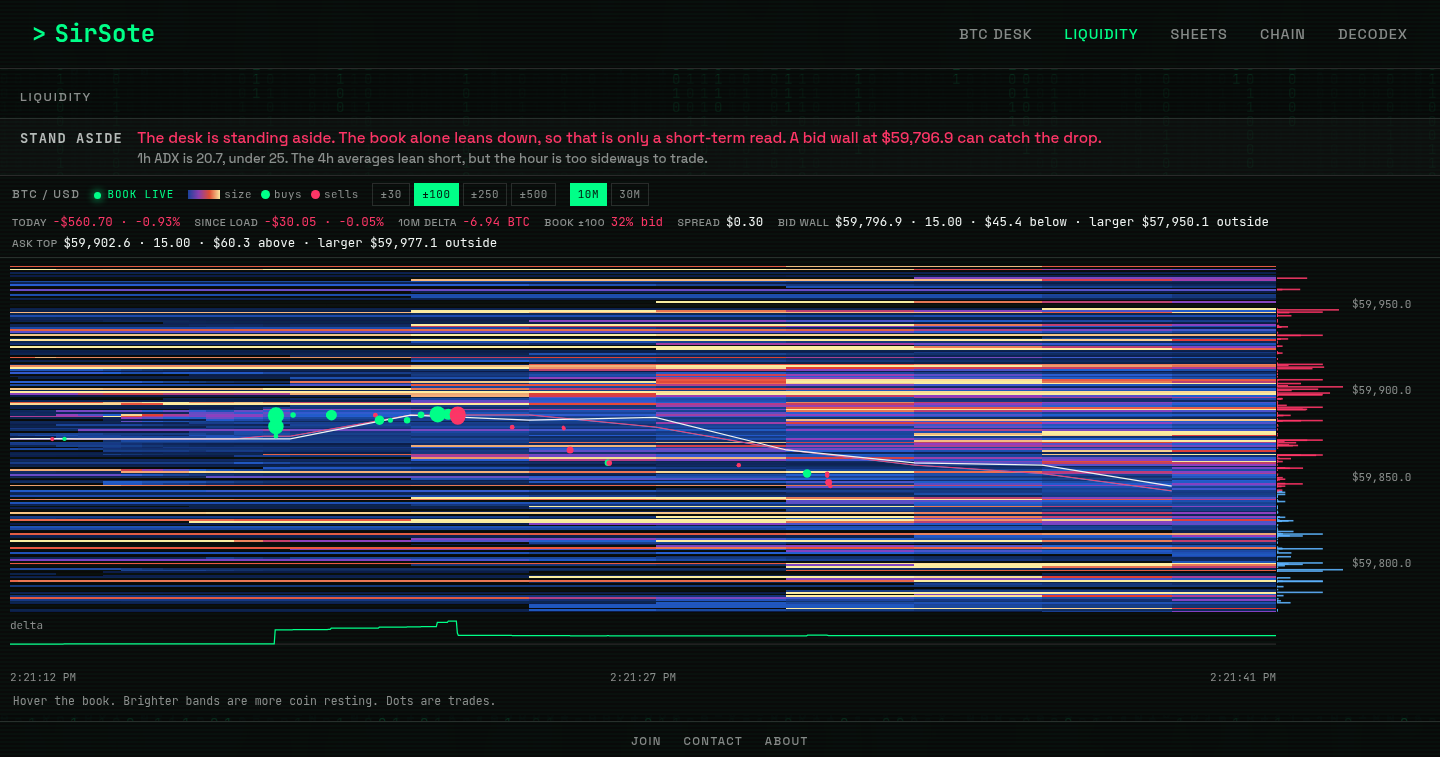 > SirSote
BTC DESK LIQUIDITY SHEETS CHAIN DECODEX
LIQUIDITY
STAND ASIDE The desk is standing aside. The book alone leans down, so that is only a short-term read. A bid wall at $59,796.9 can catch the drop.
1h ADX is 20.7, under 25. The 4h averages lean short, but the hour is too sideways to trade.
BTC / USD BOOK LIVE size buys sells ±30 ±100 ±250 ±500 10M 30M
TODAY -$560.70 · -0.93% SINCE LOAD -$30.05 · -0.05% 10M DELTA -6.94 BTC BOOK ±100 32% bid SPREAD $0.30 BID WALL $59,796.9 · 15.00 · $45.4 below · larger $57,950.1 outside
ASK TOP $59,902.6 · 15.00 · $60.3 above · larger $59,977.1 outside
$59,950.0
$59,900.0
$59,850.0
$59,800.0
delta
2:21:12 PM 2:21:27 PM 2:21:41 PM
Hover the book. Brighter bands are more coin resting. Dots are trades.
JOIN CONTACT ABOUT